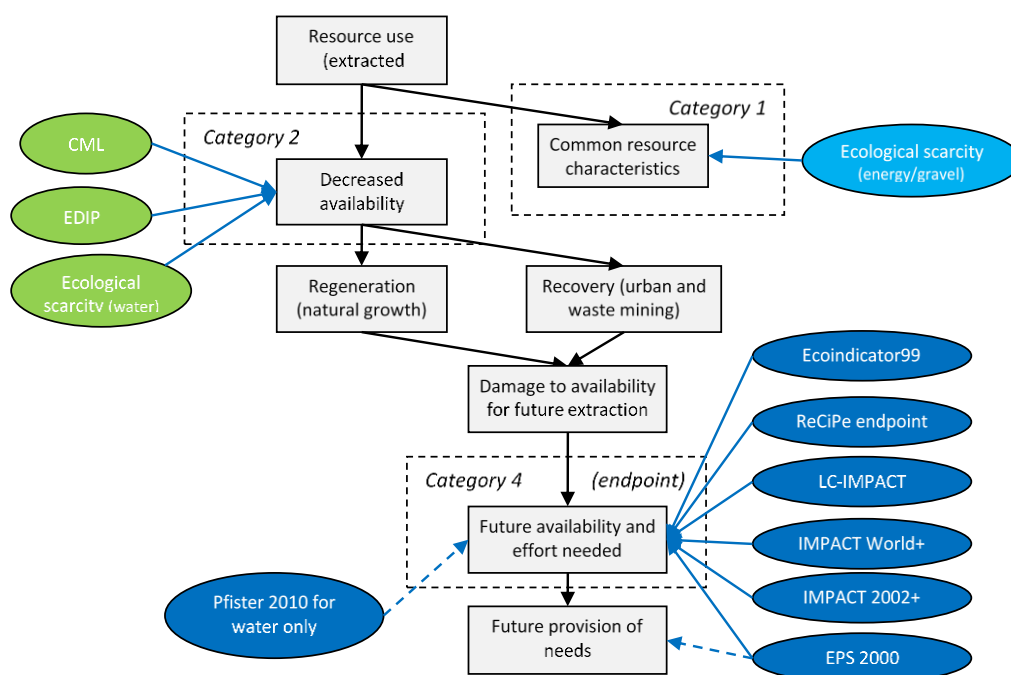 Resource use
(extracted
Category 1
Common resource
characteristics
Ecological scarcity
(energy/gravel)
CML
EDIP
Ecological
scarcity (water)
Category 2
Decreased
availability
Regeneration
(natural growth)
Recovery (urban and
waste mining)
Damage to availability
for future extraction
Category 4 (endpoint)
Future availability and
effort needed
Future provision of
needs
Pfister 2010 for
water only
Ecoindicator99
ReCiPe endpoint
LC-IMPACT
IMPACT World+
IMPACT 2002+
EPS 2000